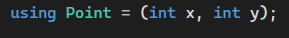 using Point = (int x, int y);